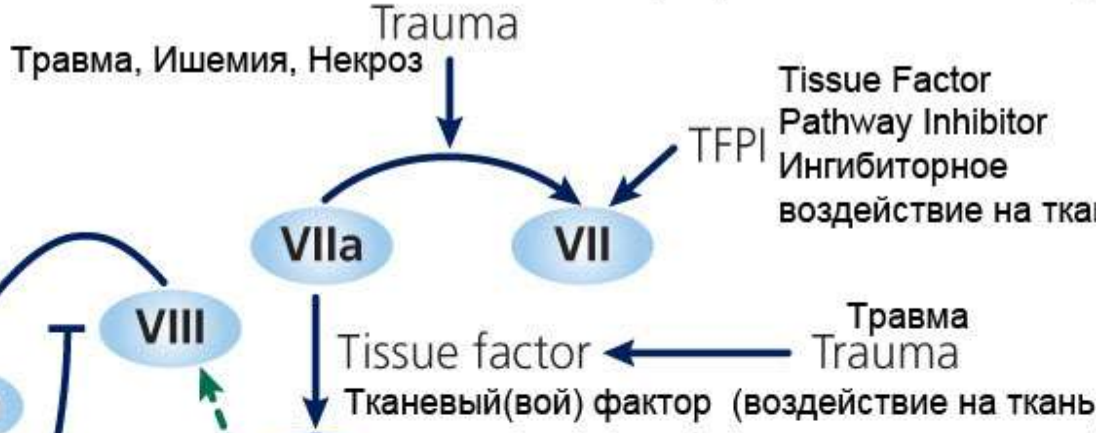 Trauma
Травма, Ишемия, Некроз
Tissue Factor
Pathway Inhibitor
TFPI
Ингибиторное
воздействие на ткан
VIIa
VII
VIII
Травма
Tissue factor
Trauma
Тканевый(вой) фактор (воздействие на ткань